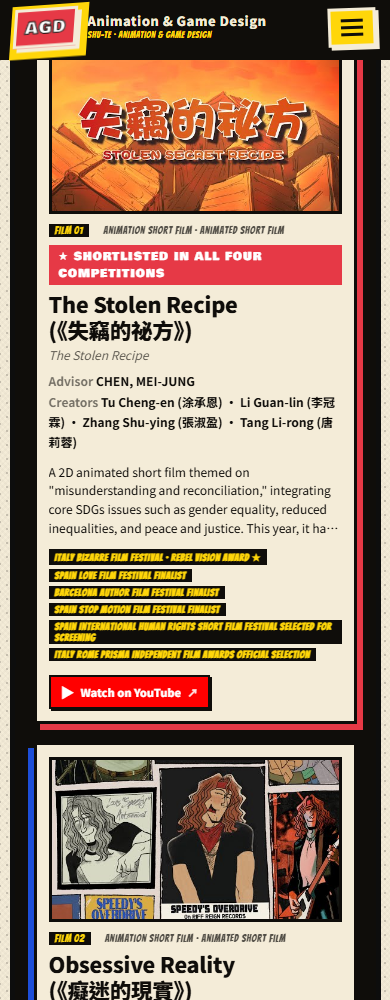 AGD
Animation & Game Design
SHU-TE · ANIMATION & GAME DESIGN
失竊的祕方
STOLEN SECRET RECIPE
FILM 01
ANIMATION SHORT FILM · ANIMATED SHORT FILM
★ SHORTLISTED IN ALL FOUR
COMPETITIONS
The Stolen Recipe
(《失竊的祕方》)
The Stolen Recipe
Advisor CHEN, MEI-JUNG
Creators Tu Cheng-en (涂承恩) · Li Guan-lin (李冠
霖) · Zhang Shu-ying (張淑盈) · Tang Li-rong (唐
莉蓉)
A 2D animated short film themed on
"misunderstanding and reconciliation," integrating
core SDGs issues such as gender equality, reduced
inequalities, and peace and justice. This year, it ha…
ITALY BIZARRE FILM FESTIVAL · REBEL VISION AWARD ★
SPAIN LOVE FILM FESTIVAL FINALIST
BARCELONA AUTHOR FILM FESTIVAL FINALIST
SPAIN STOP MOTION FILM FESTIVAL FINALIST
SPAIN INTERNATIONAL HUMAN RIGHTS SHORT FILM FESTIVAL SELECTED FOR
SCREENING
ITALY ROME PRISMA INDEPENDENT FILM AWARDS OFFICIAL SELECTION
▶ Watch on YouTube ↗
SPEEDY'S
OVERDRIVE
SPEEDY'S OVERDRIVE
ON RIFF REIGN RECORDS
FILM 02
ANIMATION SHORT FILM · ANIMATED SHORT FILM
Obsessive Reality
(《癡迷的現實》)